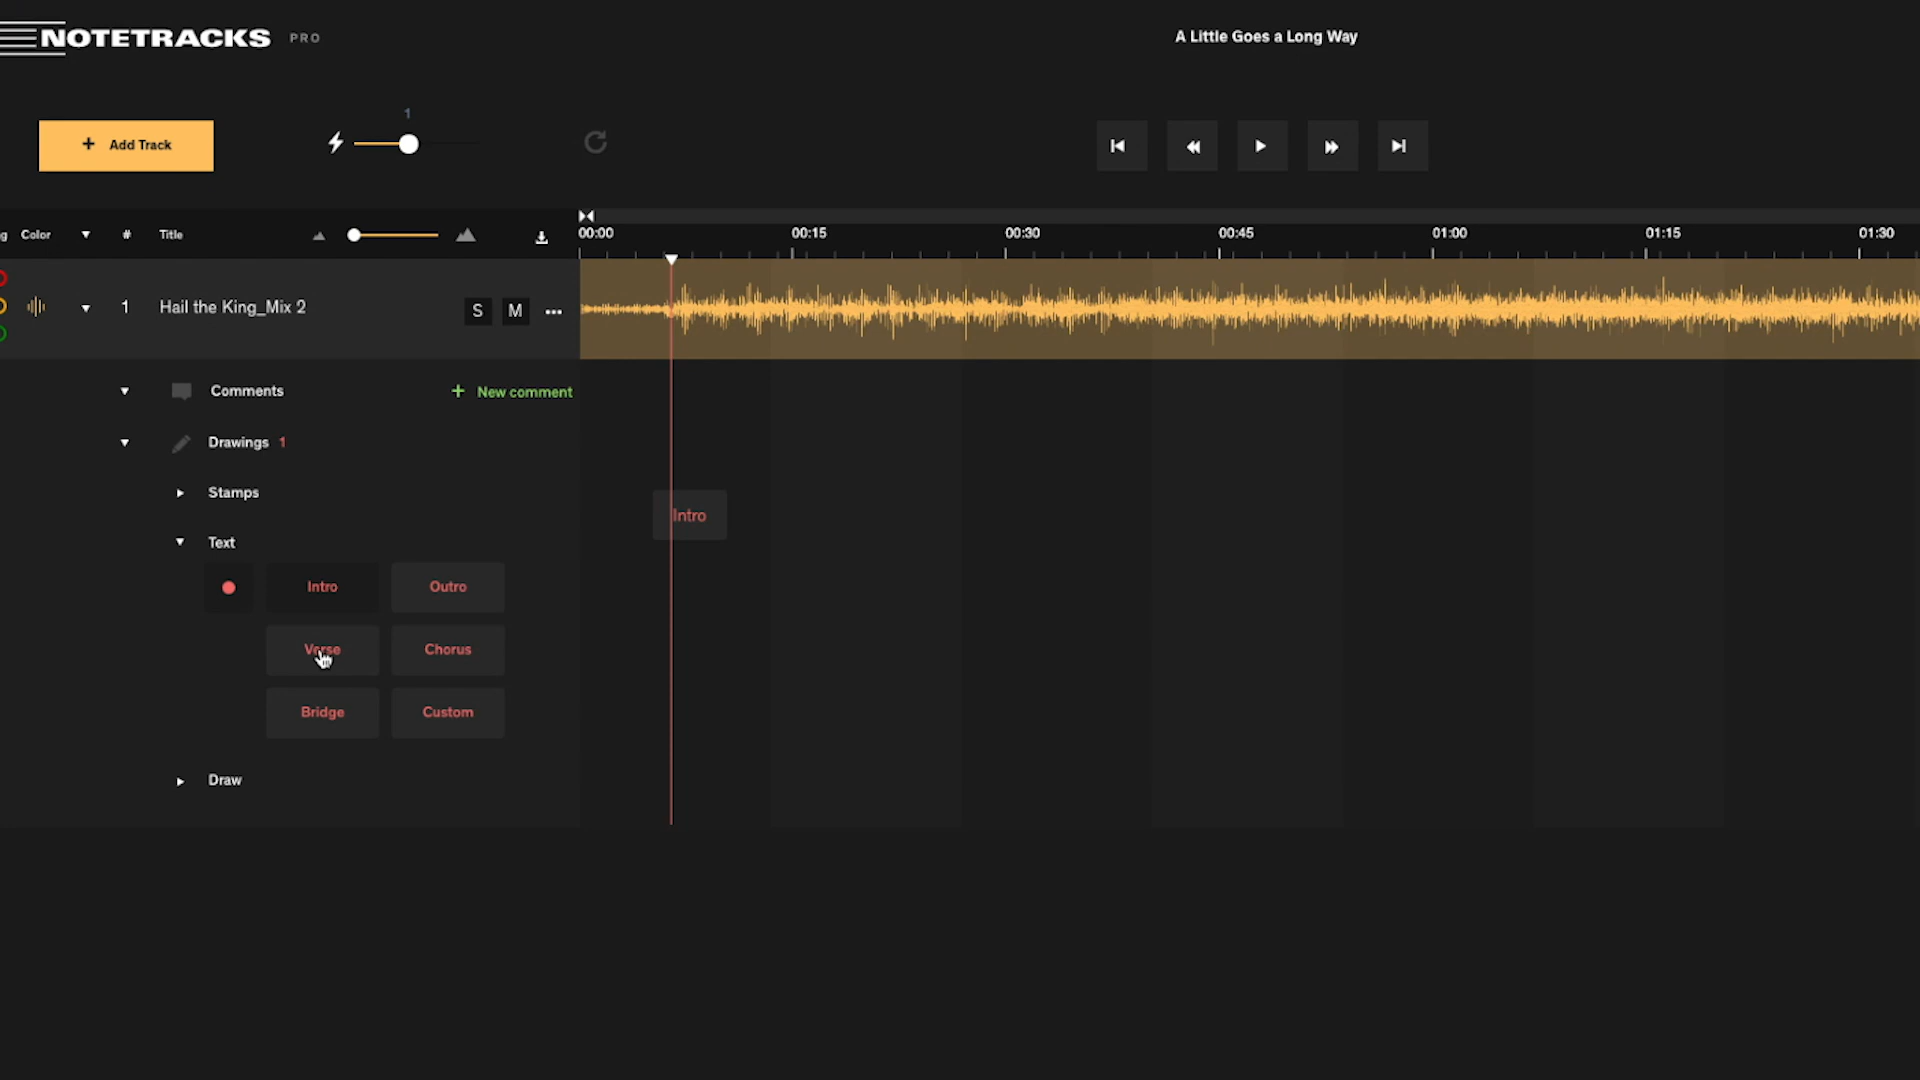 NOTETRACKS PRO
A Little Goes a Long Way
1
+ Add Track
g Color # Title
00:00 00:15 00:30 00:45 01:00 01:15 01:30
1 Hail the King_Mix 2 S M ...
Comments + New comment
Drawings 1
Stamps
Intro
Text
Intro Outro
Verse Chorus
Bridge Custom
Draw